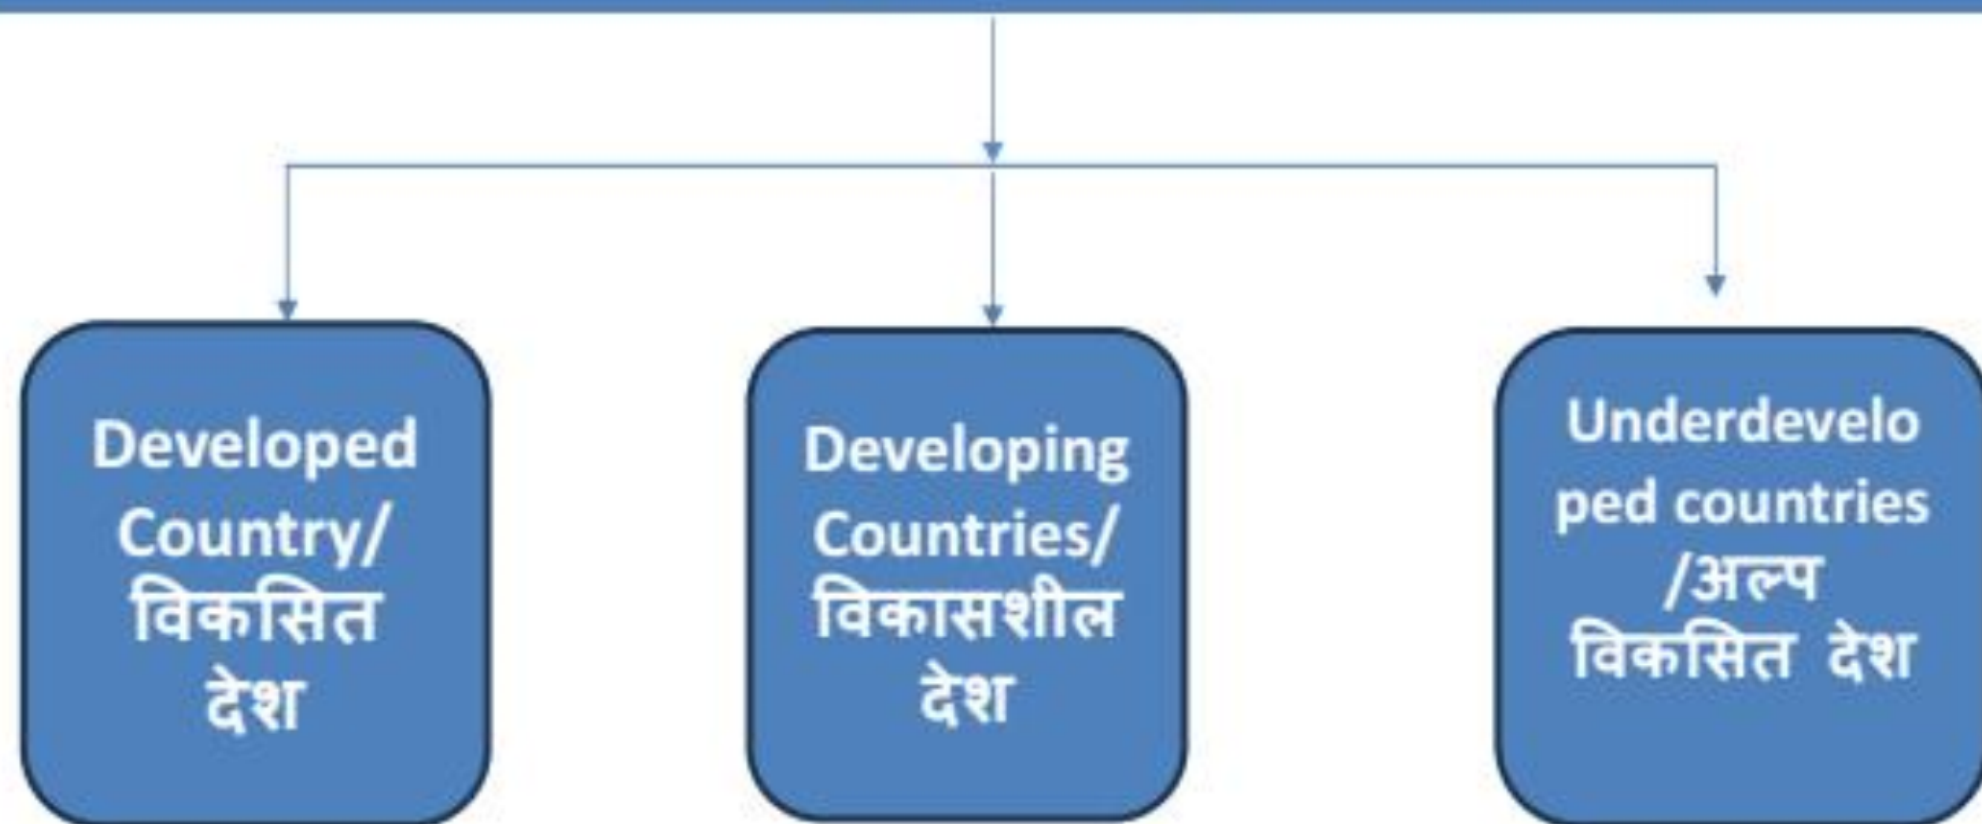 Developed
Country/
विकसित
देश
Developing
Countries/
विकासशील
देश
Underdevelo
ped countries
/अल्प
विकसित देश